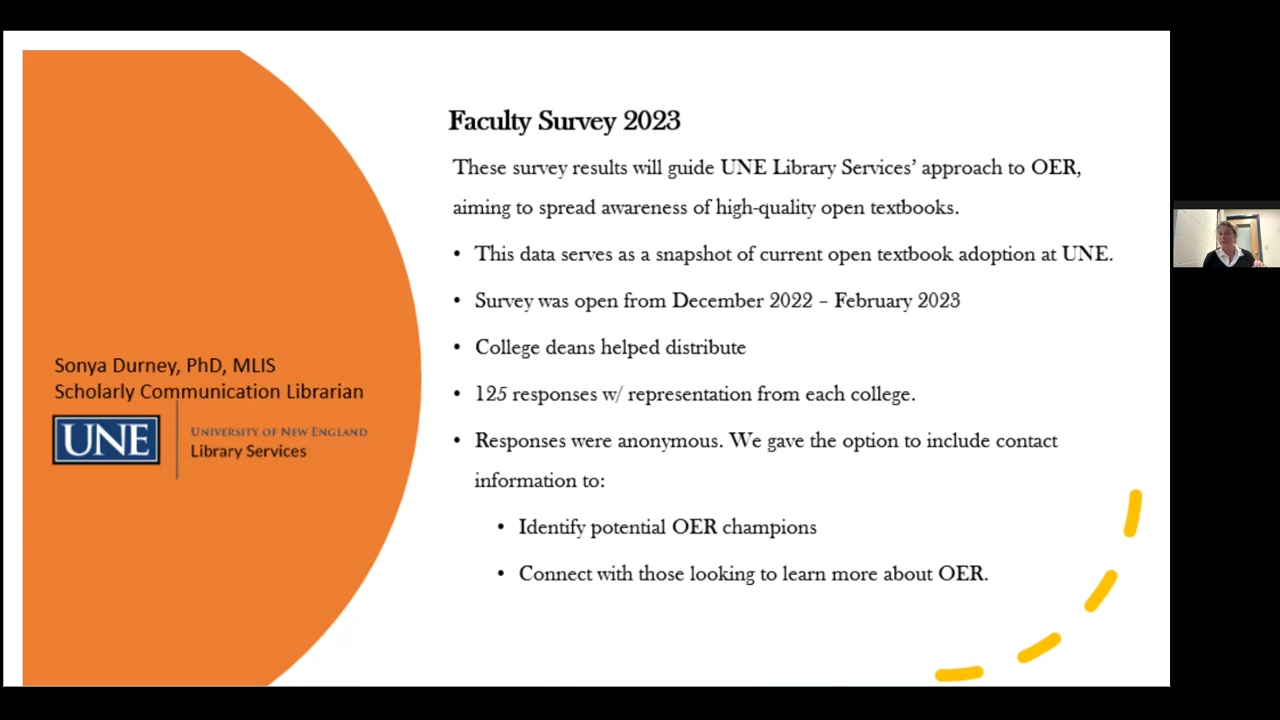 Faculty Survey 2023
These survey results will guide UNE Library Services’ approach to OER,
aiming to spread awareness of high-quality open textbooks.
• This data serves as a snapshot of current open textbook adoption at UNE.
• Survey was open from December 2022 – February 2023
• College deans helped distribute
• 125 responses w/ representation from each college.
• Responses were anonymous. We gave the option to include contact
information to:
• Identify potential OER champions
• Connect with those looking to learn more about OER.
Sonya Durney, PhD, MLIS
Scholarly Communication Librarian
UNE
UNIVERSITY OF NEW ENGLAND
Library Services